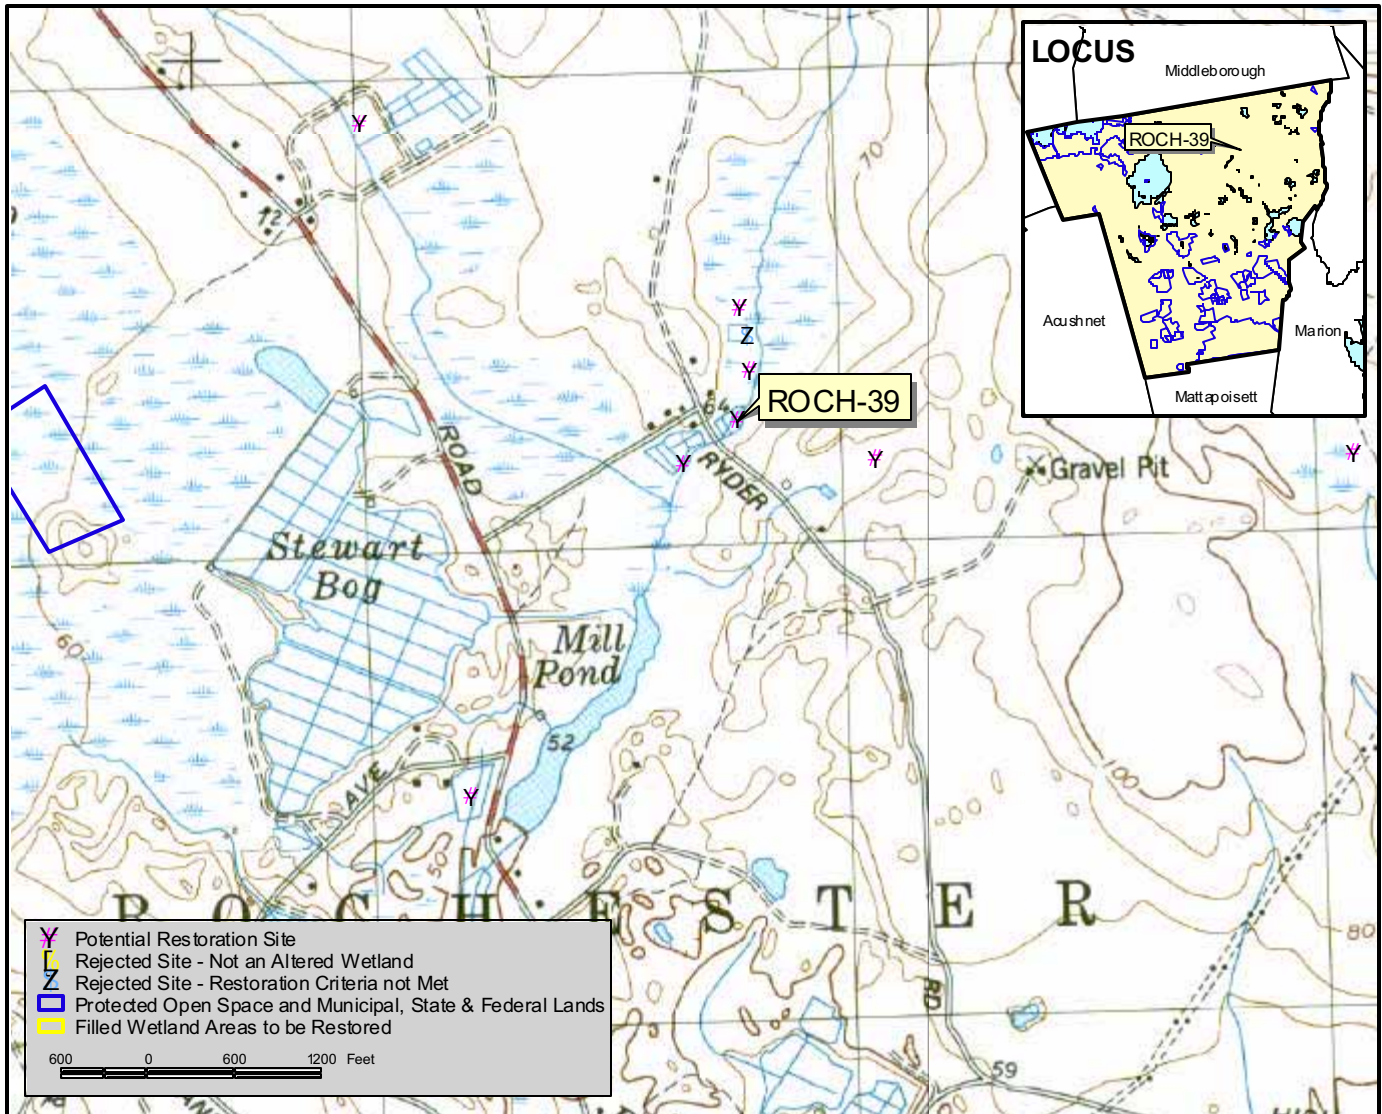 LOCUS
Middleborough
ROCH-39
Acushnet
Marion
Mattapoisett
70
72
ROCH-39
64
ROAD
RYDER
Gravel Pit
Stewart
Bog
Mill
Pond
60
52
AVE
50
100
ROCHESTER
80
RD
59
Y Potential Restoration Site
Rejected Site - Not an Altered Wetland
Z Rejected Site - Restoration Criteria not Met
Protected Open Space and Municipal, State & Federal Lands
Filled Wetland Areas to be Restored
600 0 600 1200 Feet